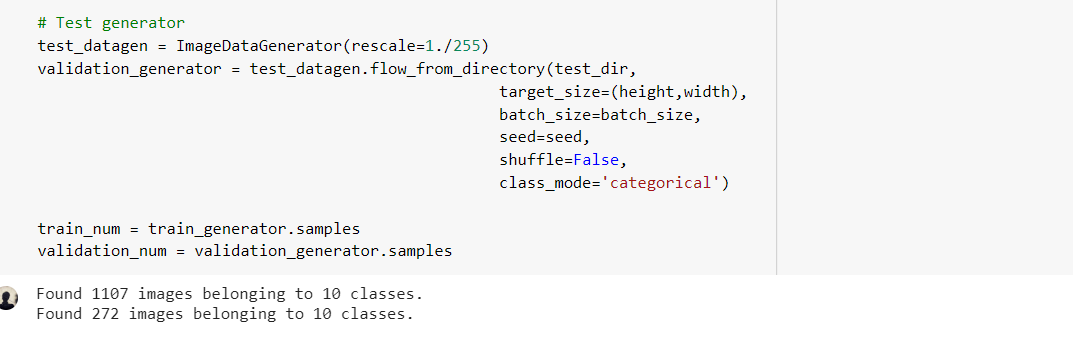 # Test generator
test_datagen = ImageDataGenerator(rescale=1./255)
validation_generator = test_datagen.flow_from_directory(test_dir,
target_size=(height,width),
batch_size=batch_size,
seed=seed,
shuffle=False,
class_mode='categorical')
train_num = train_generator.samples
validation_num = validation_generator.samples
Found 1107 images belonging to 10 classes.
Found 272 images belonging to 10 classes.